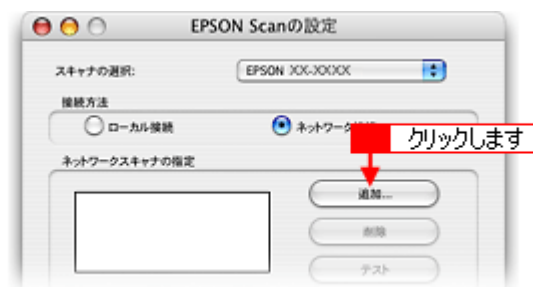 EPSON Scanの設定
スキャナの選択:
EPSON XX-XXXX
接続方法
ローカル接続
ネットワーク
クリックします
ネットワークスキャナの指定
追加...
削除
テスト